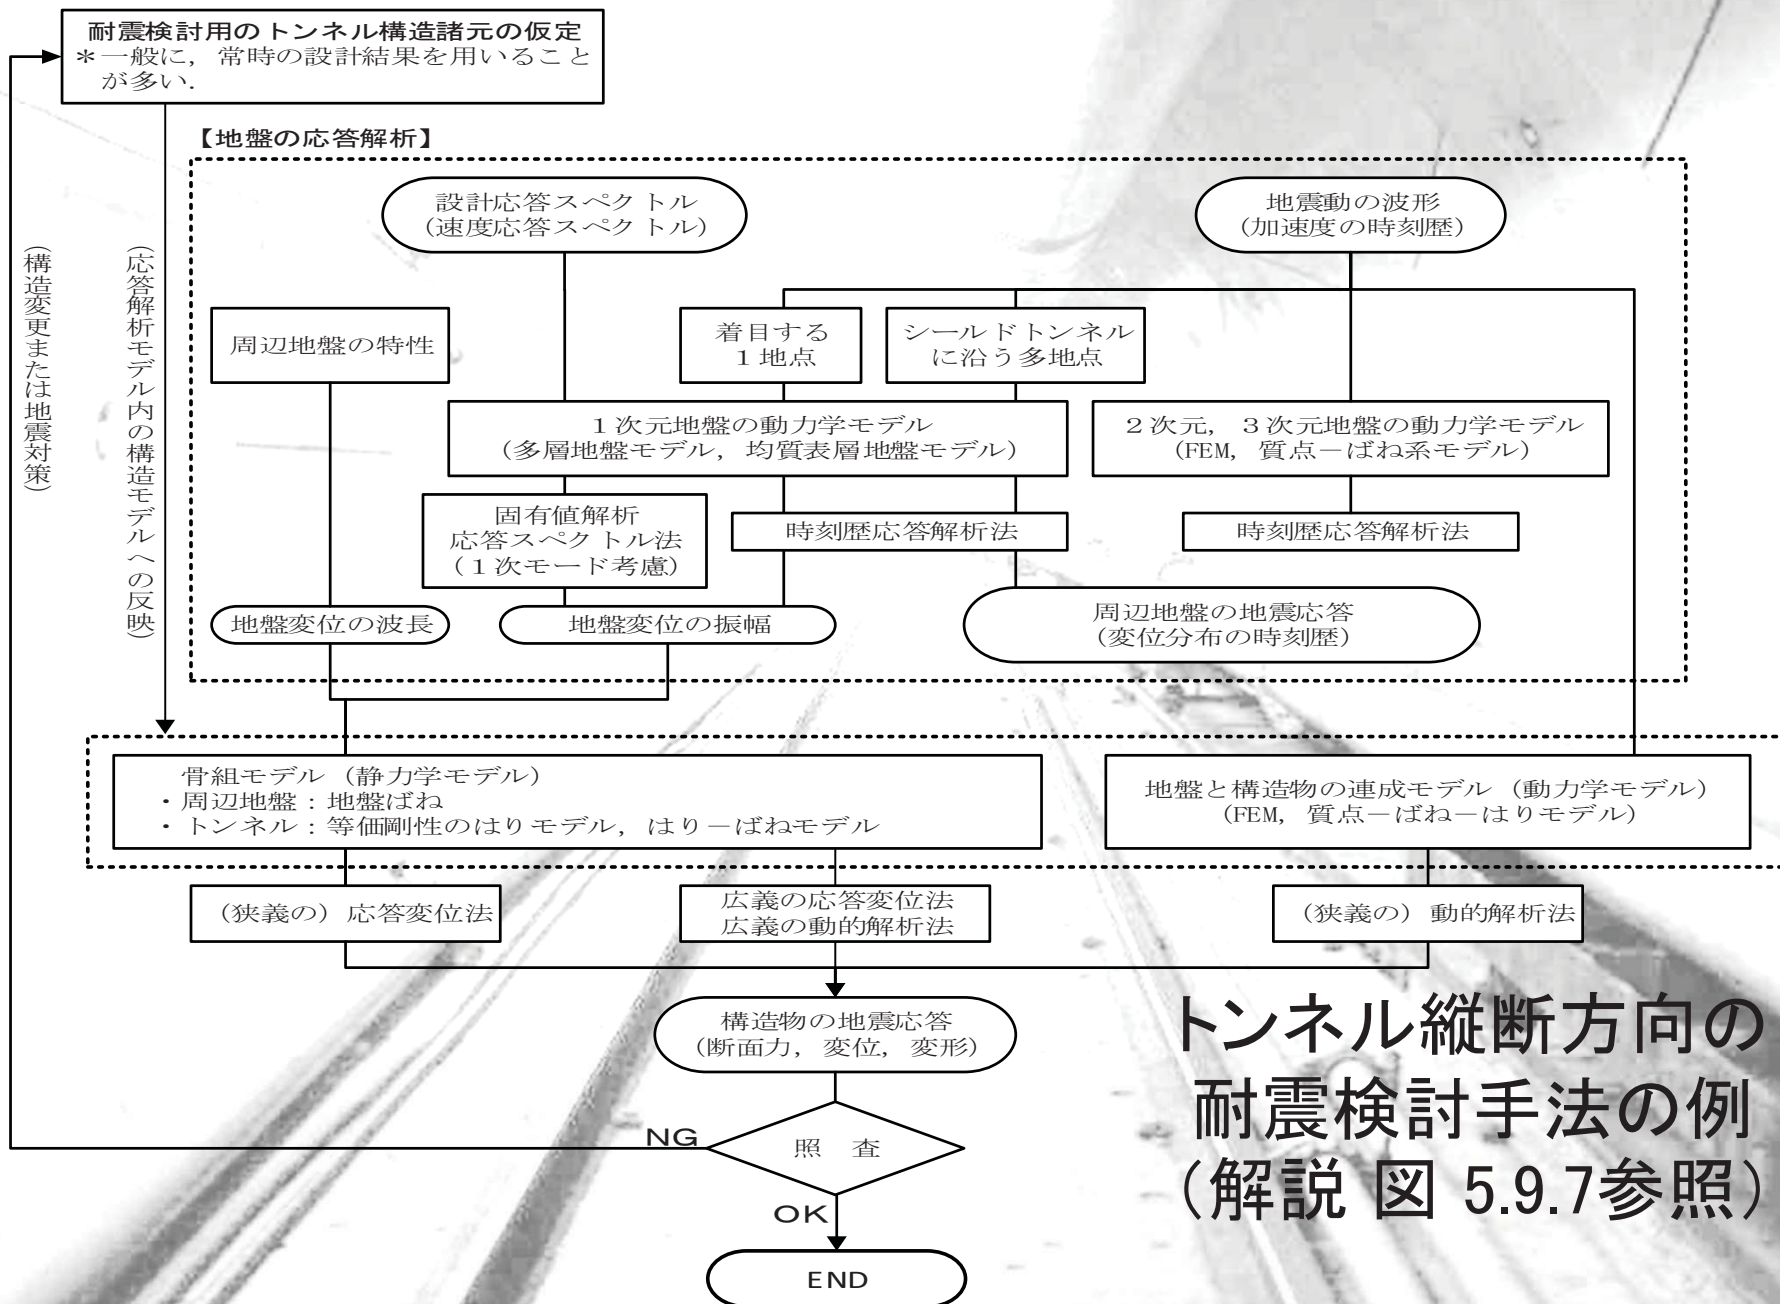 耐震検討用のトンネル構造諸元の仮定
＊一般に，常時の設計結果を用いること
が多い．
【地盤の応答解析】
設計応答スペクトル
(速度応答スペクトル)
地震動の波形
(加速度の時刻歴)
(構造変更または地震対策)
(応答解析モデル内の構造モデルへの反映)
周辺地盤の特性
着目する
１地点
シールドトンネル
に沿う多地点
１次元地盤の動力学モデル
(多層地盤モデル，均質表層地盤モデル)
２次元，３次元地盤の動力学モデル
(FEM，質点－ばね系モデル)
固有値解析
応答スペクトル法
(１次モード考慮)
時刻歴応答解析法
時刻歴応答解析法
地盤変位の波長
地盤変位の振幅
周辺地盤の地震応答
(変位分布の時刻歴)
骨組モデル (静力学モデル)
・周辺地盤：地盤ばね
・トンネル：等価剛性のはりモデル，はり－ばねモデル
地盤と構造物の連成モデル (動力学モデル)
(FEM，質点－ばね－はりモデル)
(狭義の) 応答変位法
広義の応答変位法
広義の動的解析法
(狭義の) 動的解析法
構造物の地震応答
(断面力，変位，変形)
NG
照　査
OK
END
トンネル縦断方向の
耐震検討手法の例
(解説 図 5.9.7参照)